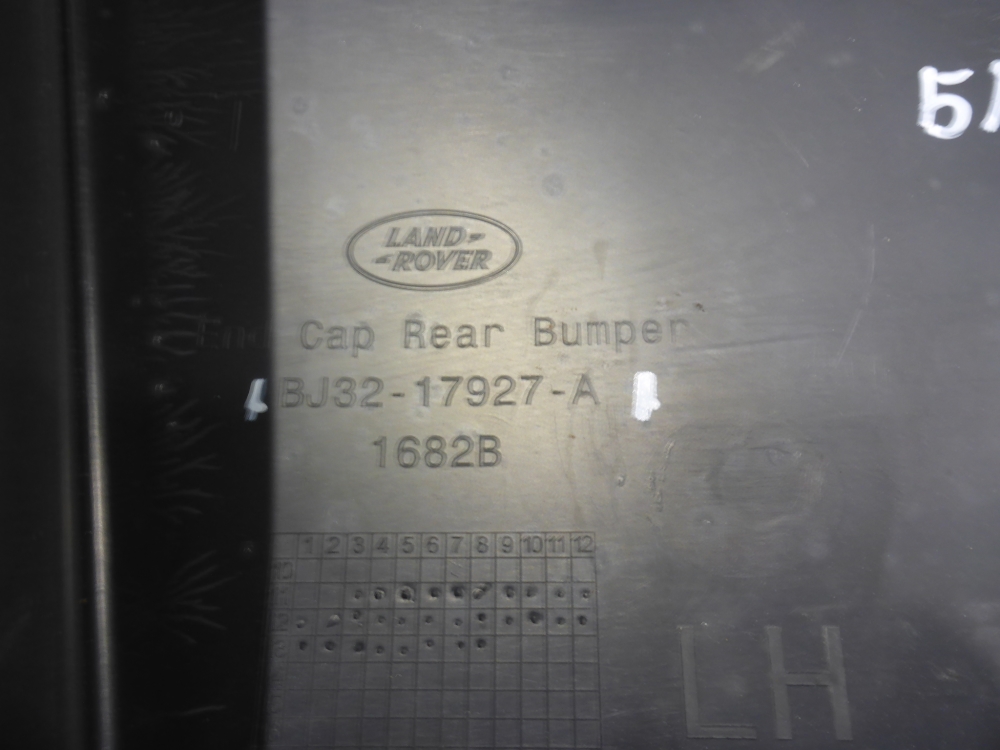 LAND-
-ROVER
End Cap Rear Bumper
BJ32-17927-A
1682B
1 2 3 4 5 6 7 8 9 10 11 12
LH